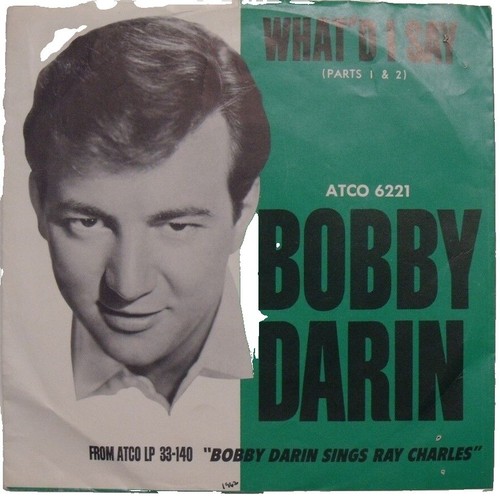 WHAT'D I SAY
(PARTS 1 & 2)
ATCO 6221
BOBBY
DARIN
FROM ATCO LP 33-140 "BOBBY DARIN SINGS RAY CHARLES"
1962